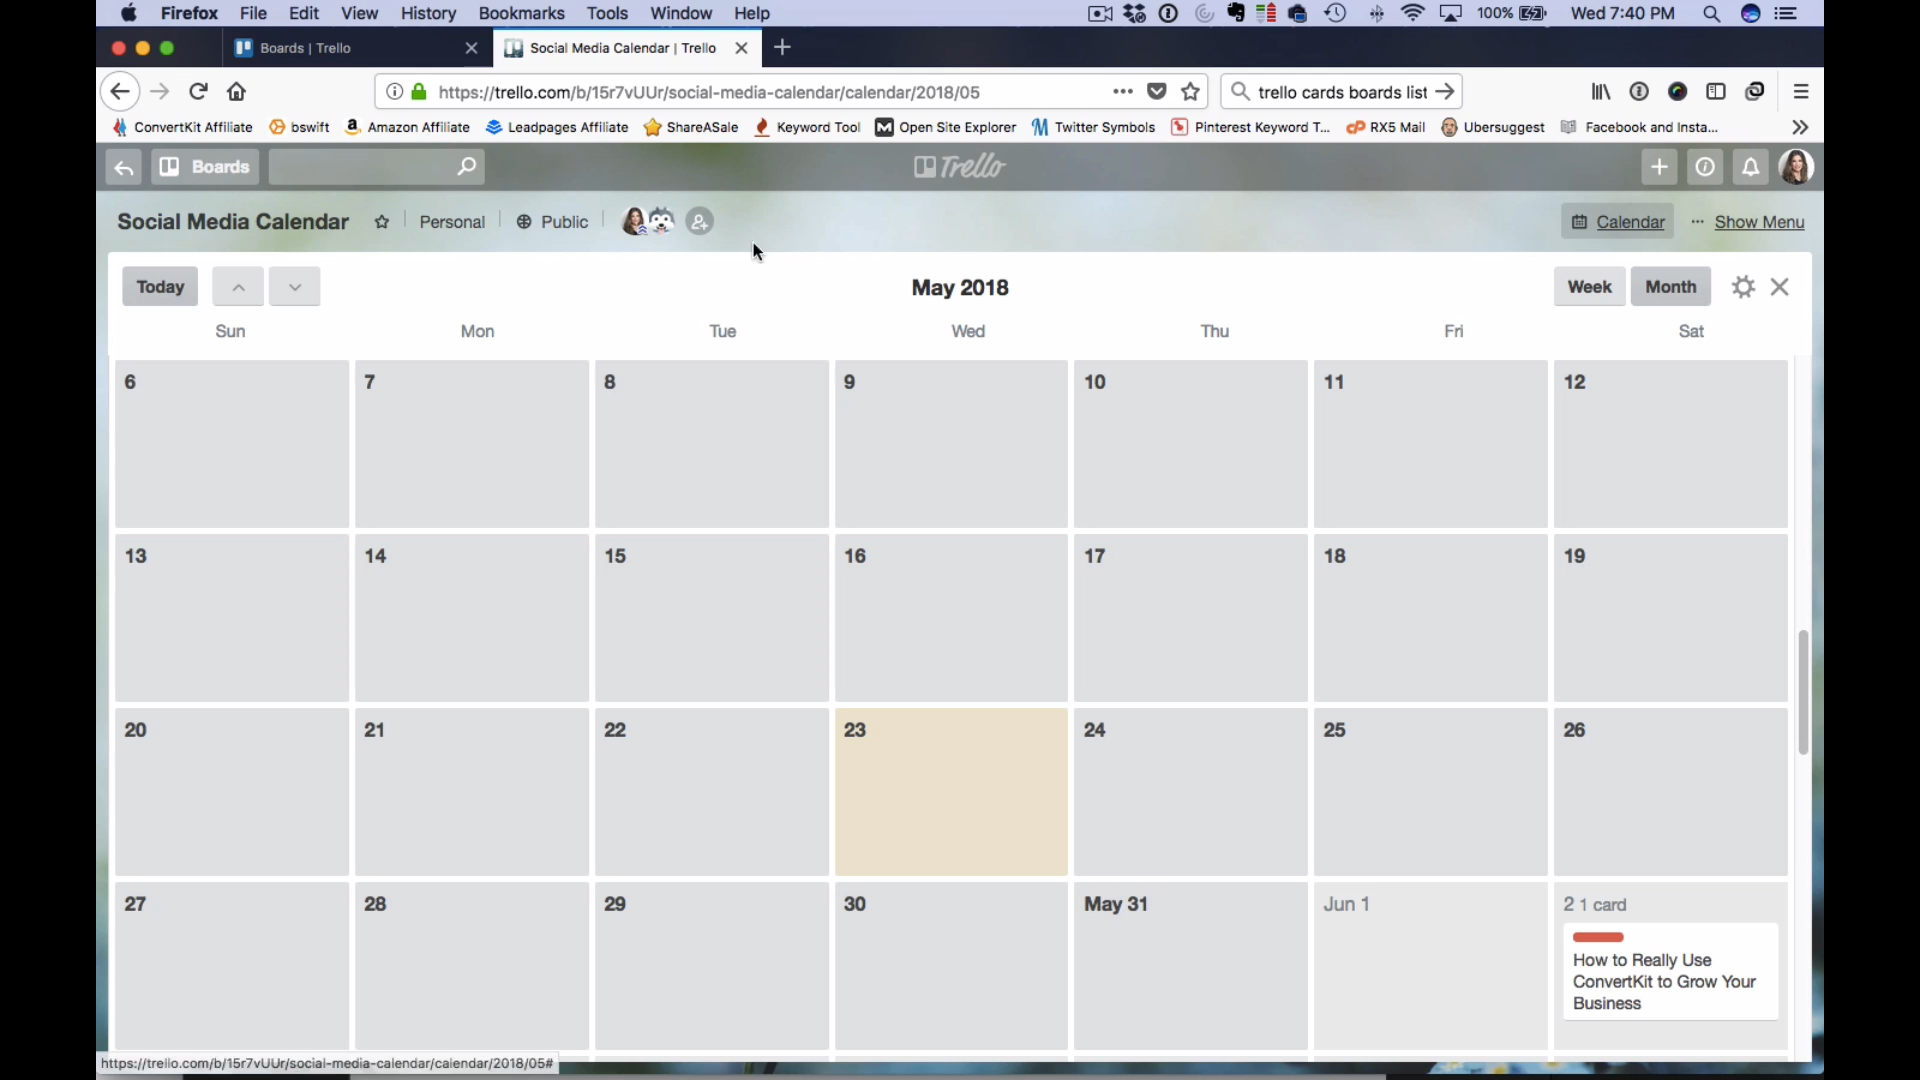 Firefox File Edit View History Bookmarks Tools Window Help 100% Wed 7:40 PM
Boards | Trello Social Media Calendar | Trello
https://trello.com/b/15r7vUUr/social-media-calendar/calendar/2018/05 trello cards boards list
ConvertKit Affiliate bswift Amazon Affiliate Leadpages Affiliate ShareASale Keyword Tool Open Site Explorer Twitter Symbols Pinterest Keyword T... RX5 Mail Ubersuggest Facebook and Insta...
Boards Trello
Social Media Calendar Personal Public Calendar ... Show Menu
Today May 2018 Week Month
Sun Mon Tue Wed Thu Fri Sat
6 7 8 9 10 11 12
13 14 15 16 17 18 19
20 21 22 23 24 25 26
27 28 29 30 May 31 Jun 1 2 1 card
How to Really Use
ConvertKit to Grow Your
Business
https://trello.com/b/15r7vUUr/social-media-calendar/calendar/2018/05#